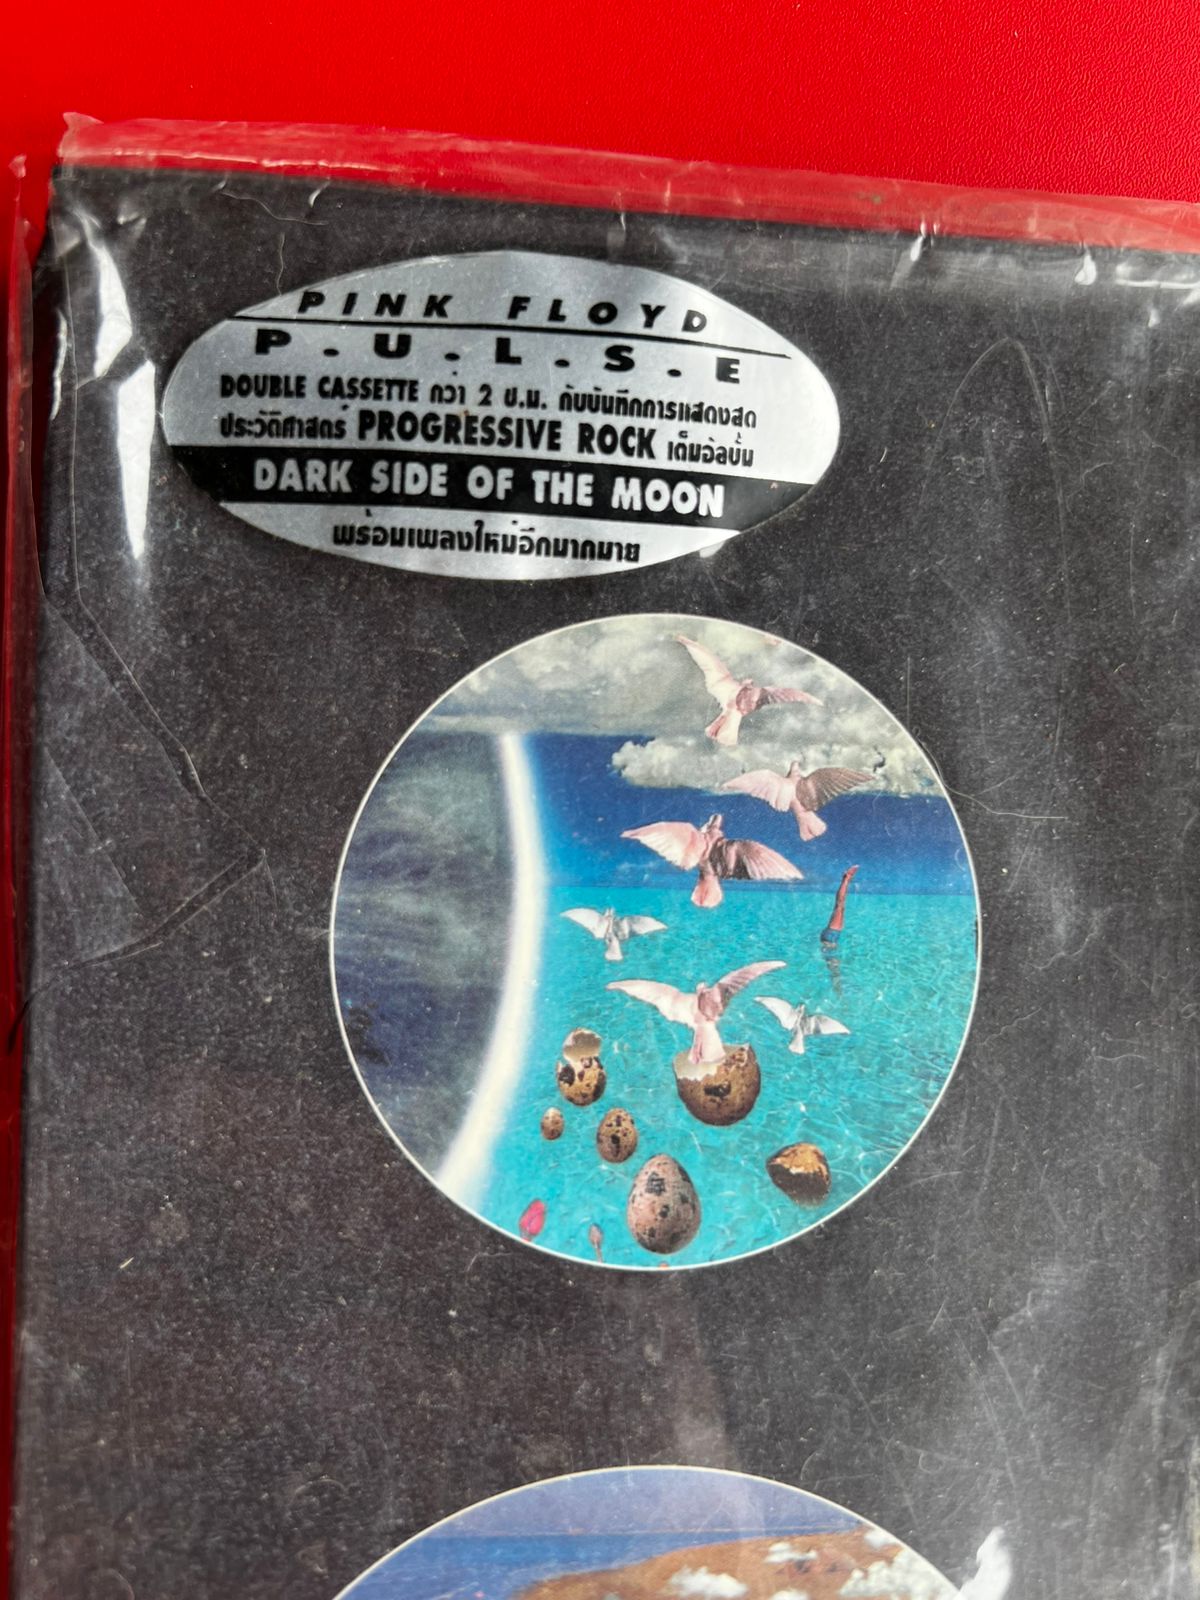 PINK FLOYD
P.U.L.S.E
DOUBLE CASSETTE กว่า 2 ช.ม. กับบันทึกการแสดงสด
ประวัติศาสตร์ PROGRESSIVE ROCK เต็มอัลบั้ม
DARK SIDE OF THE MOON
พร้อมเพลงใหม่อีกมากมาย